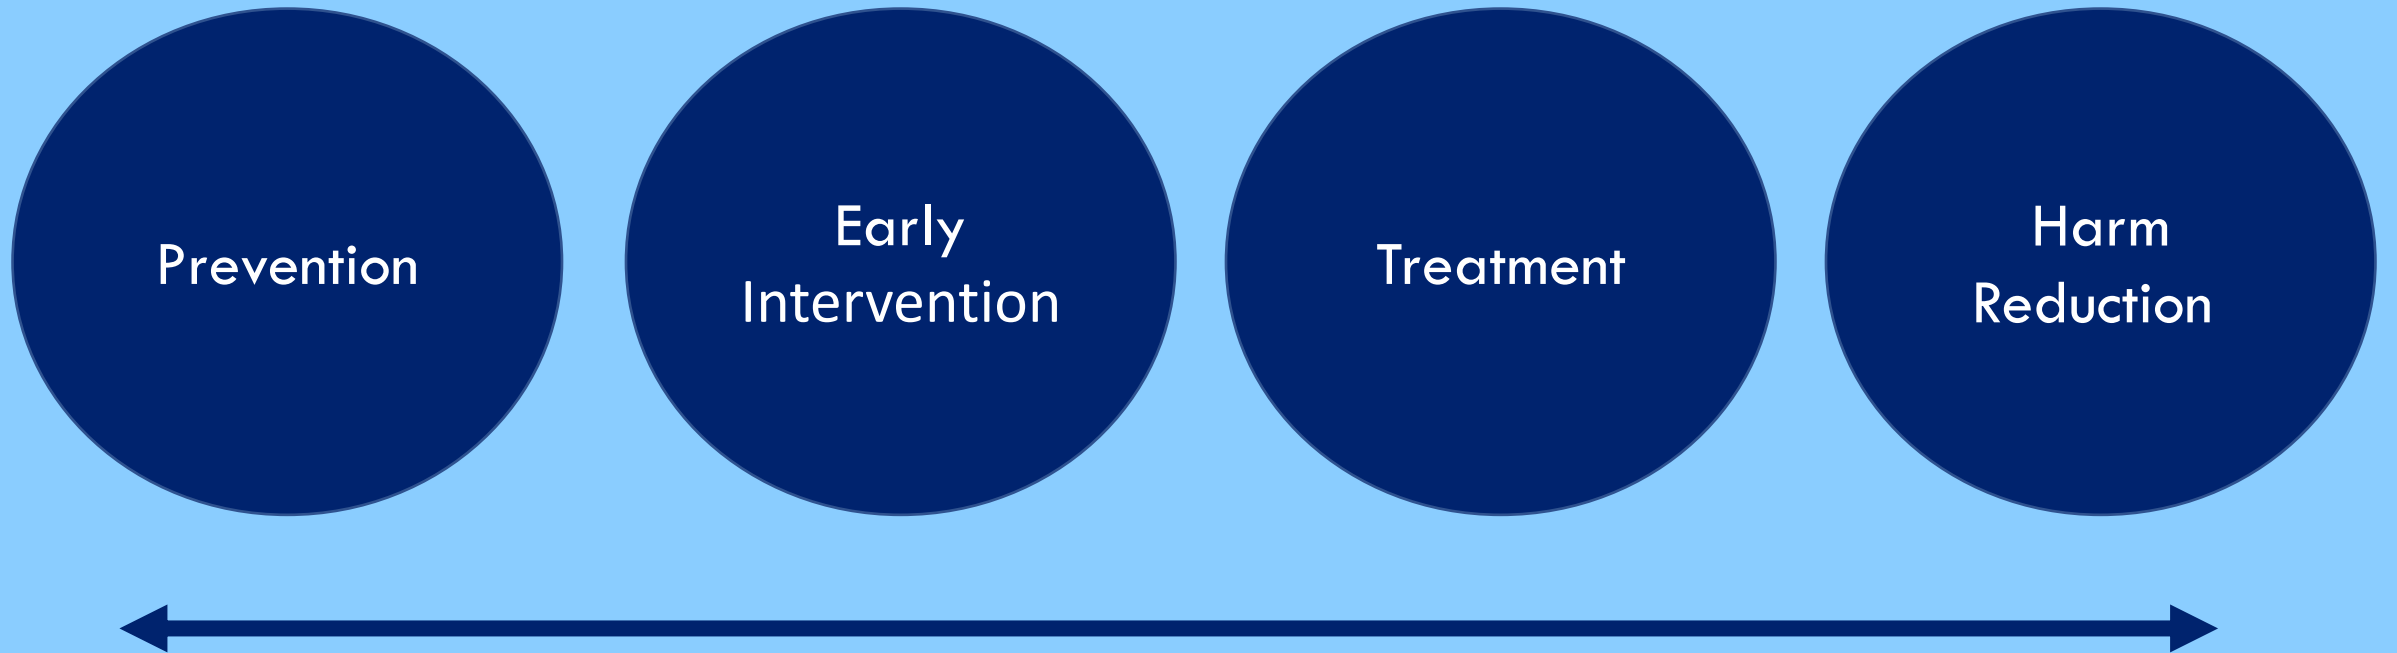 Prevention
Early
Intervention
Treatment
Harm
Reduction